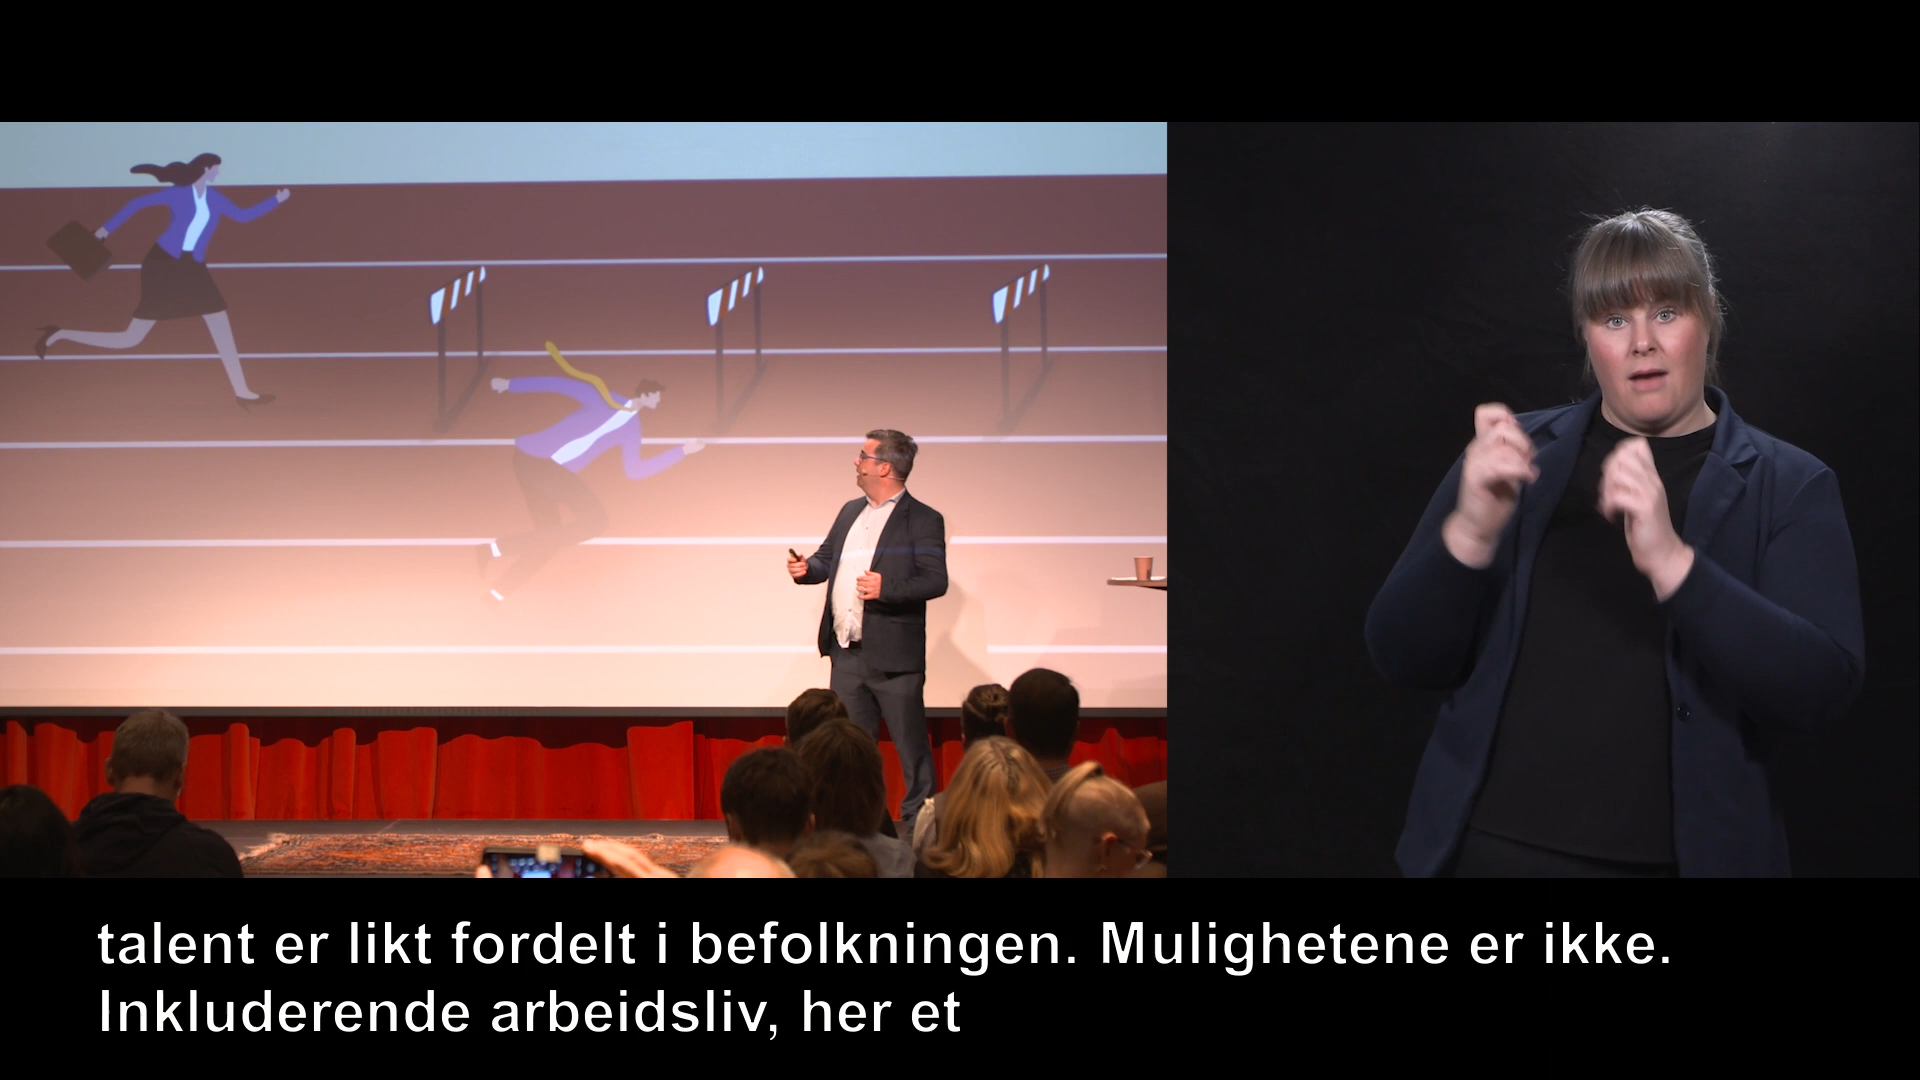 talent er likt fordelt i befolkningen. Mulighetene er ikke.
Inkluderende arbeidsliv, her et